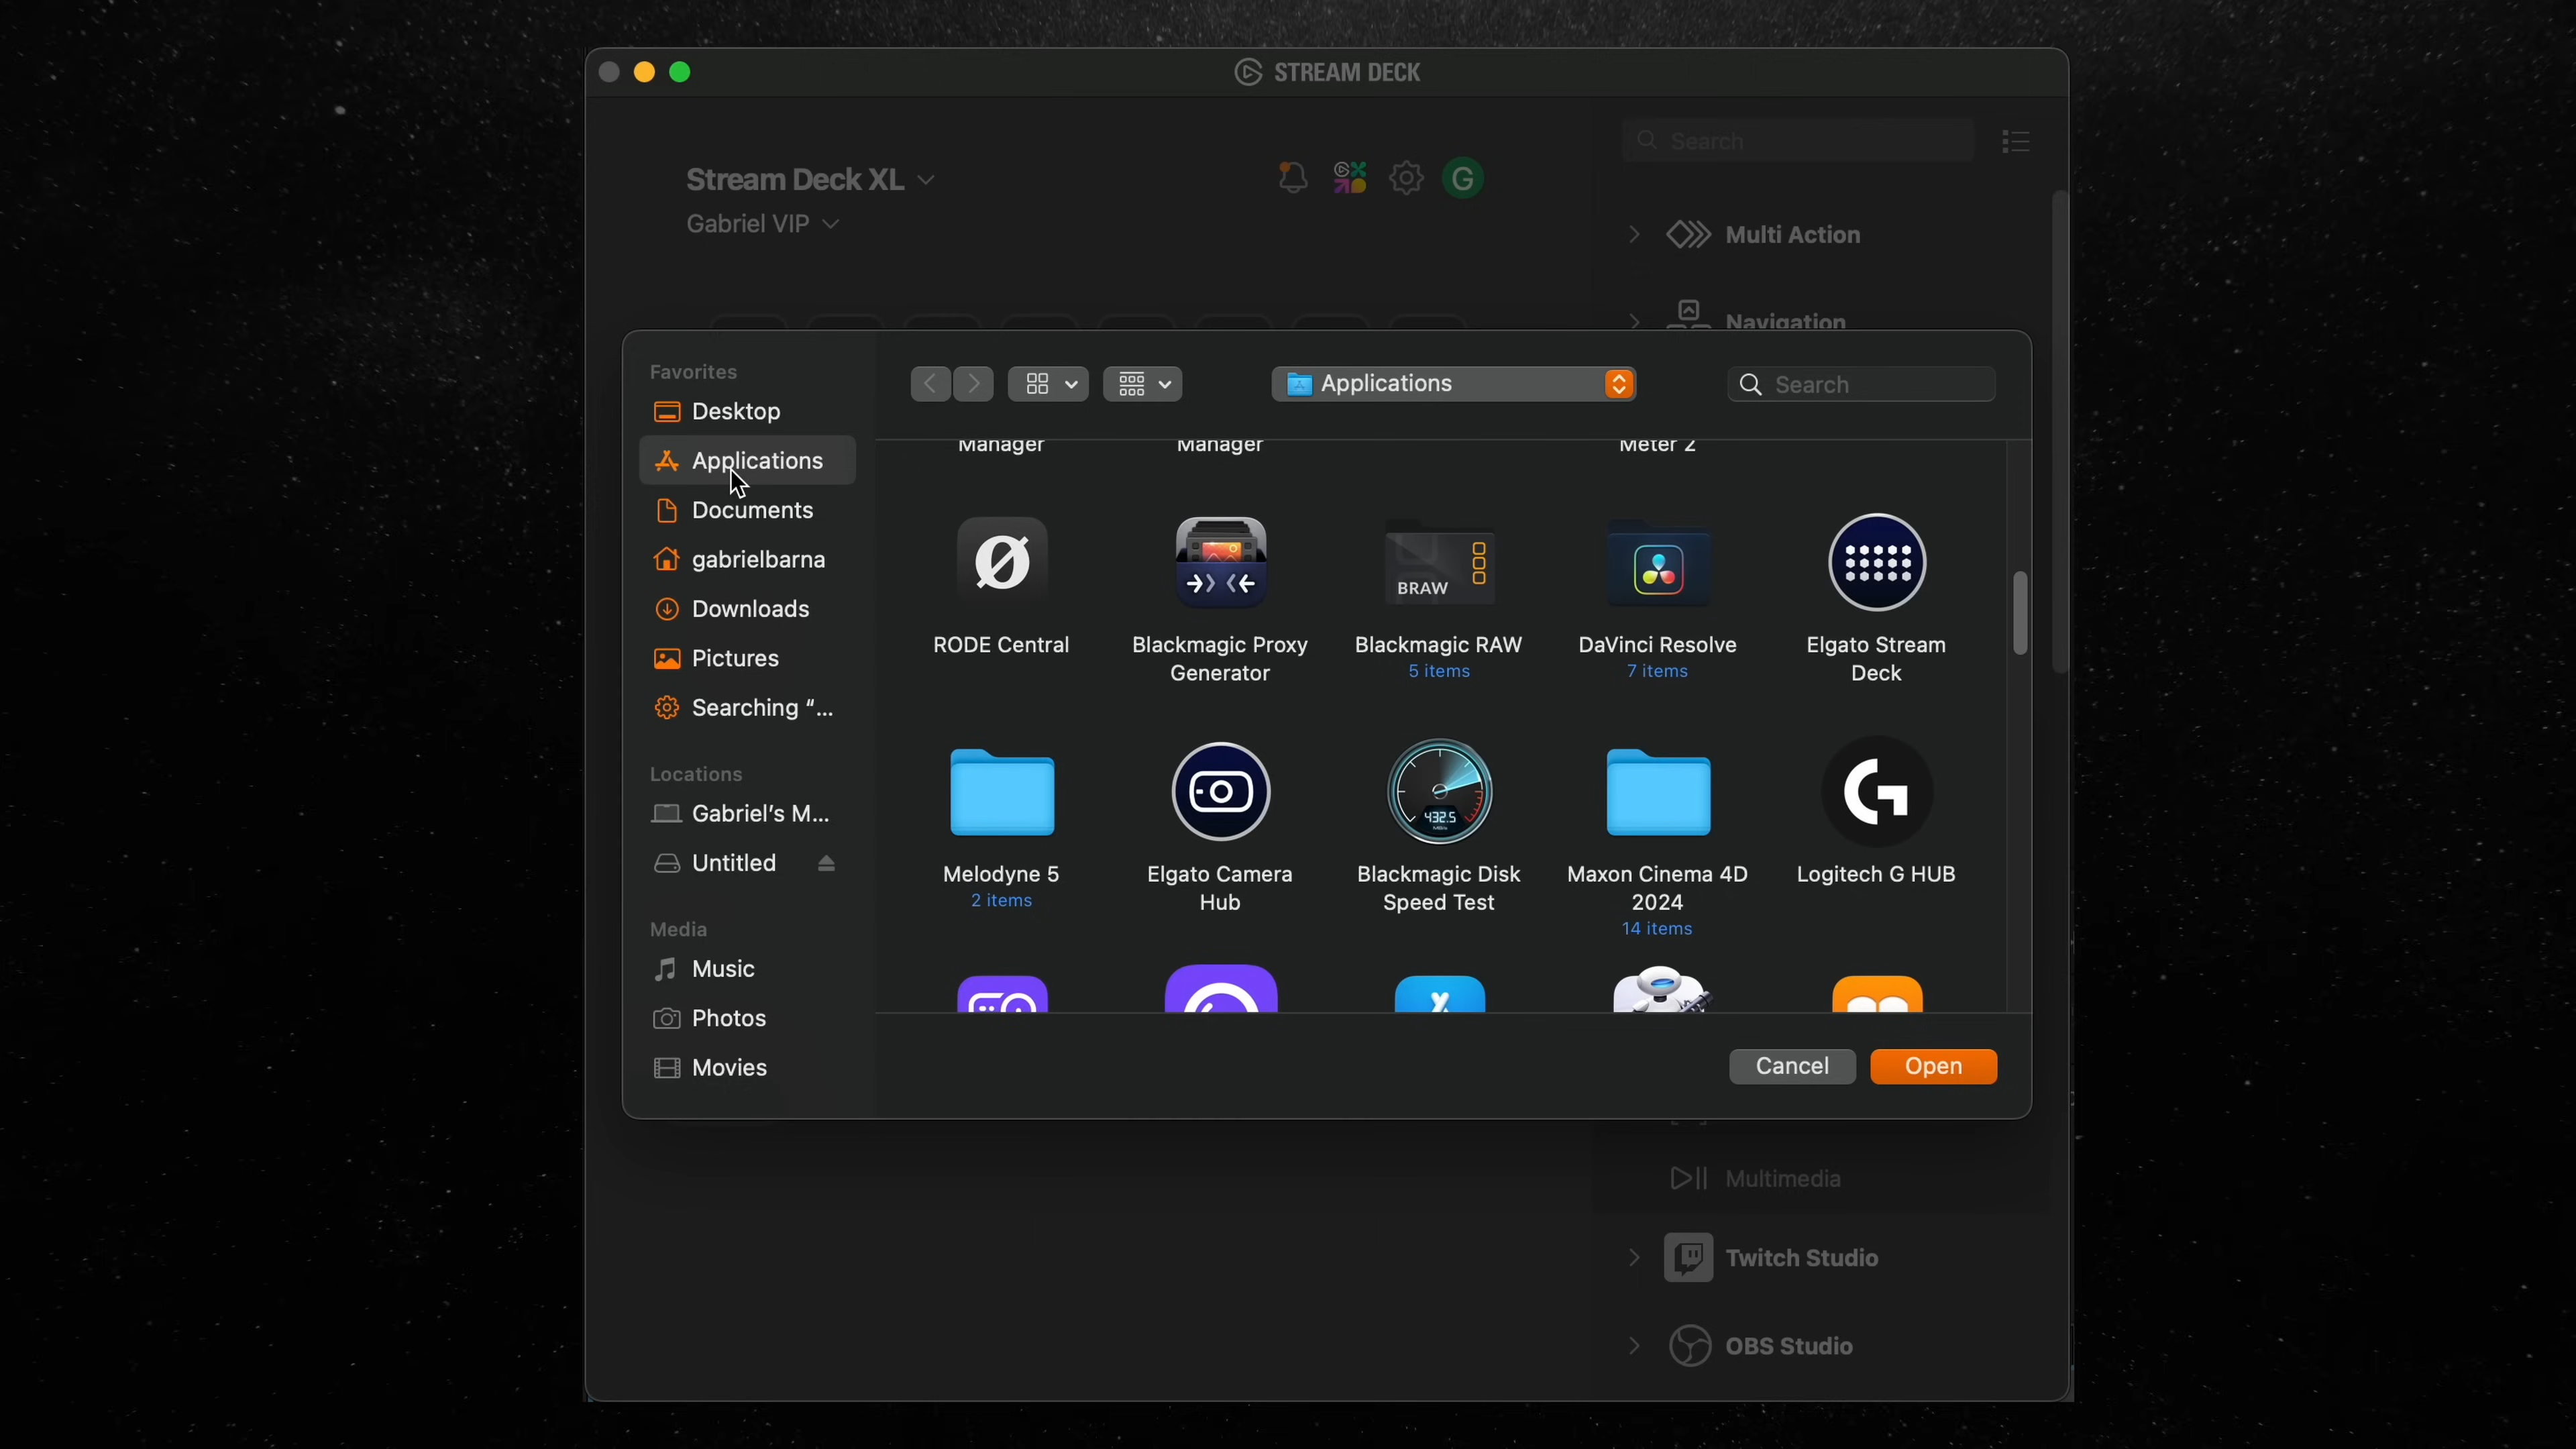 STREAM DECK
Search
Stream Deck XL
G
Gabriel VIP
Multi Action
Navigation
Favorites
Desktop
Applications
Documents
gabrielbarna
Downloads
Pictures
Searching “...
Locations
Gabriel’s M...
Untitled
Media
Music
Photos
Movies
Applications
Search
Manager
Manager
Meter 2
BRAW
RODE Central
Blackmagic Proxy
Generator
Blackmagic RAW
5 items
DaVinci Resolve
7 items
Elgato Stream
Deck
432.5
Melodyne 5
2 items
Elgato Camera
Hub
Blackmagic Disk
Speed Test
Maxon Cinema 4D
2024
14 items
Logitech G HUB
Cancel
Open
Multimedia
Twitch Studio
OBS Studio